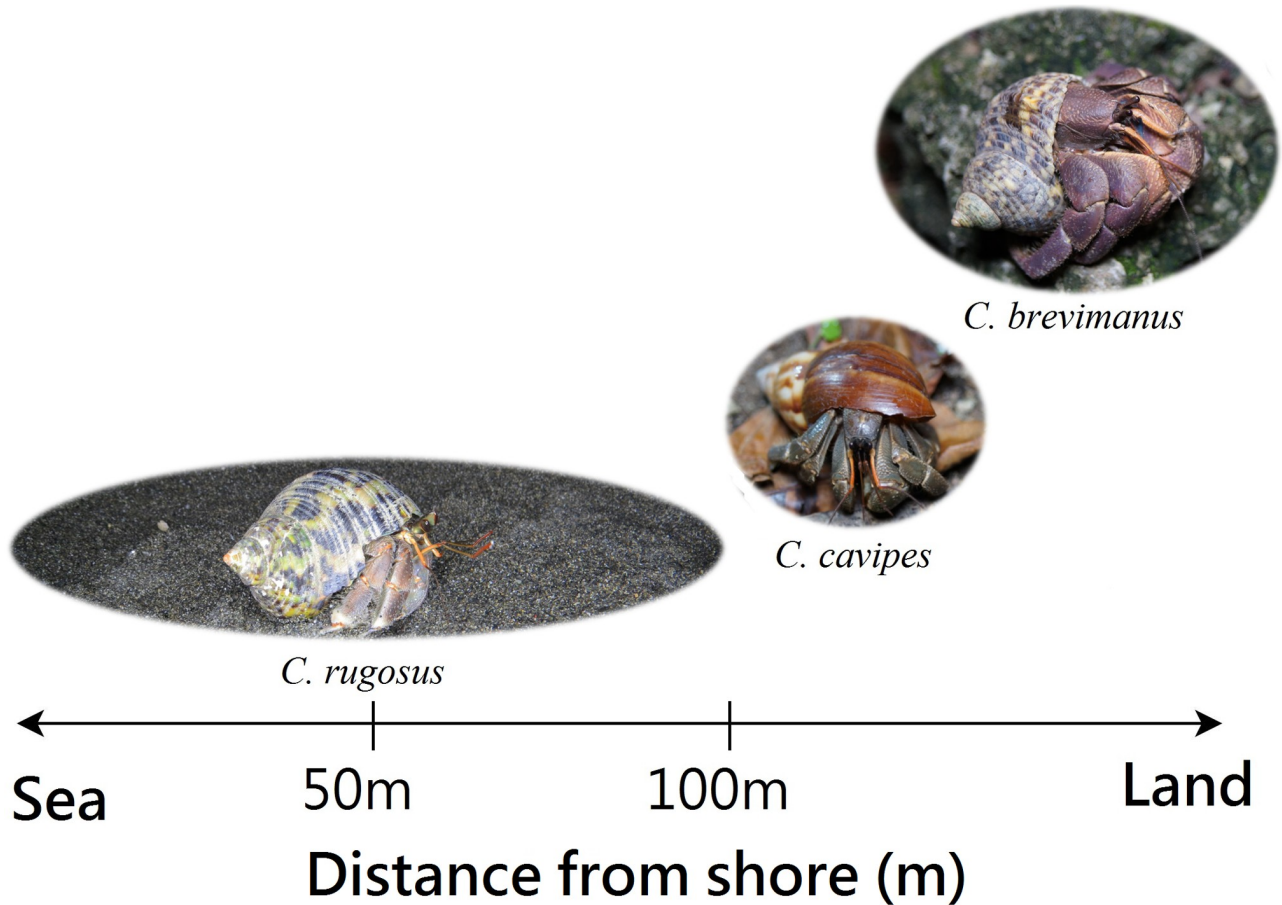 C. brevimanus
C. cavipes
C. rugosus
50m
100m
Sea
Land
Distance from shore (m)